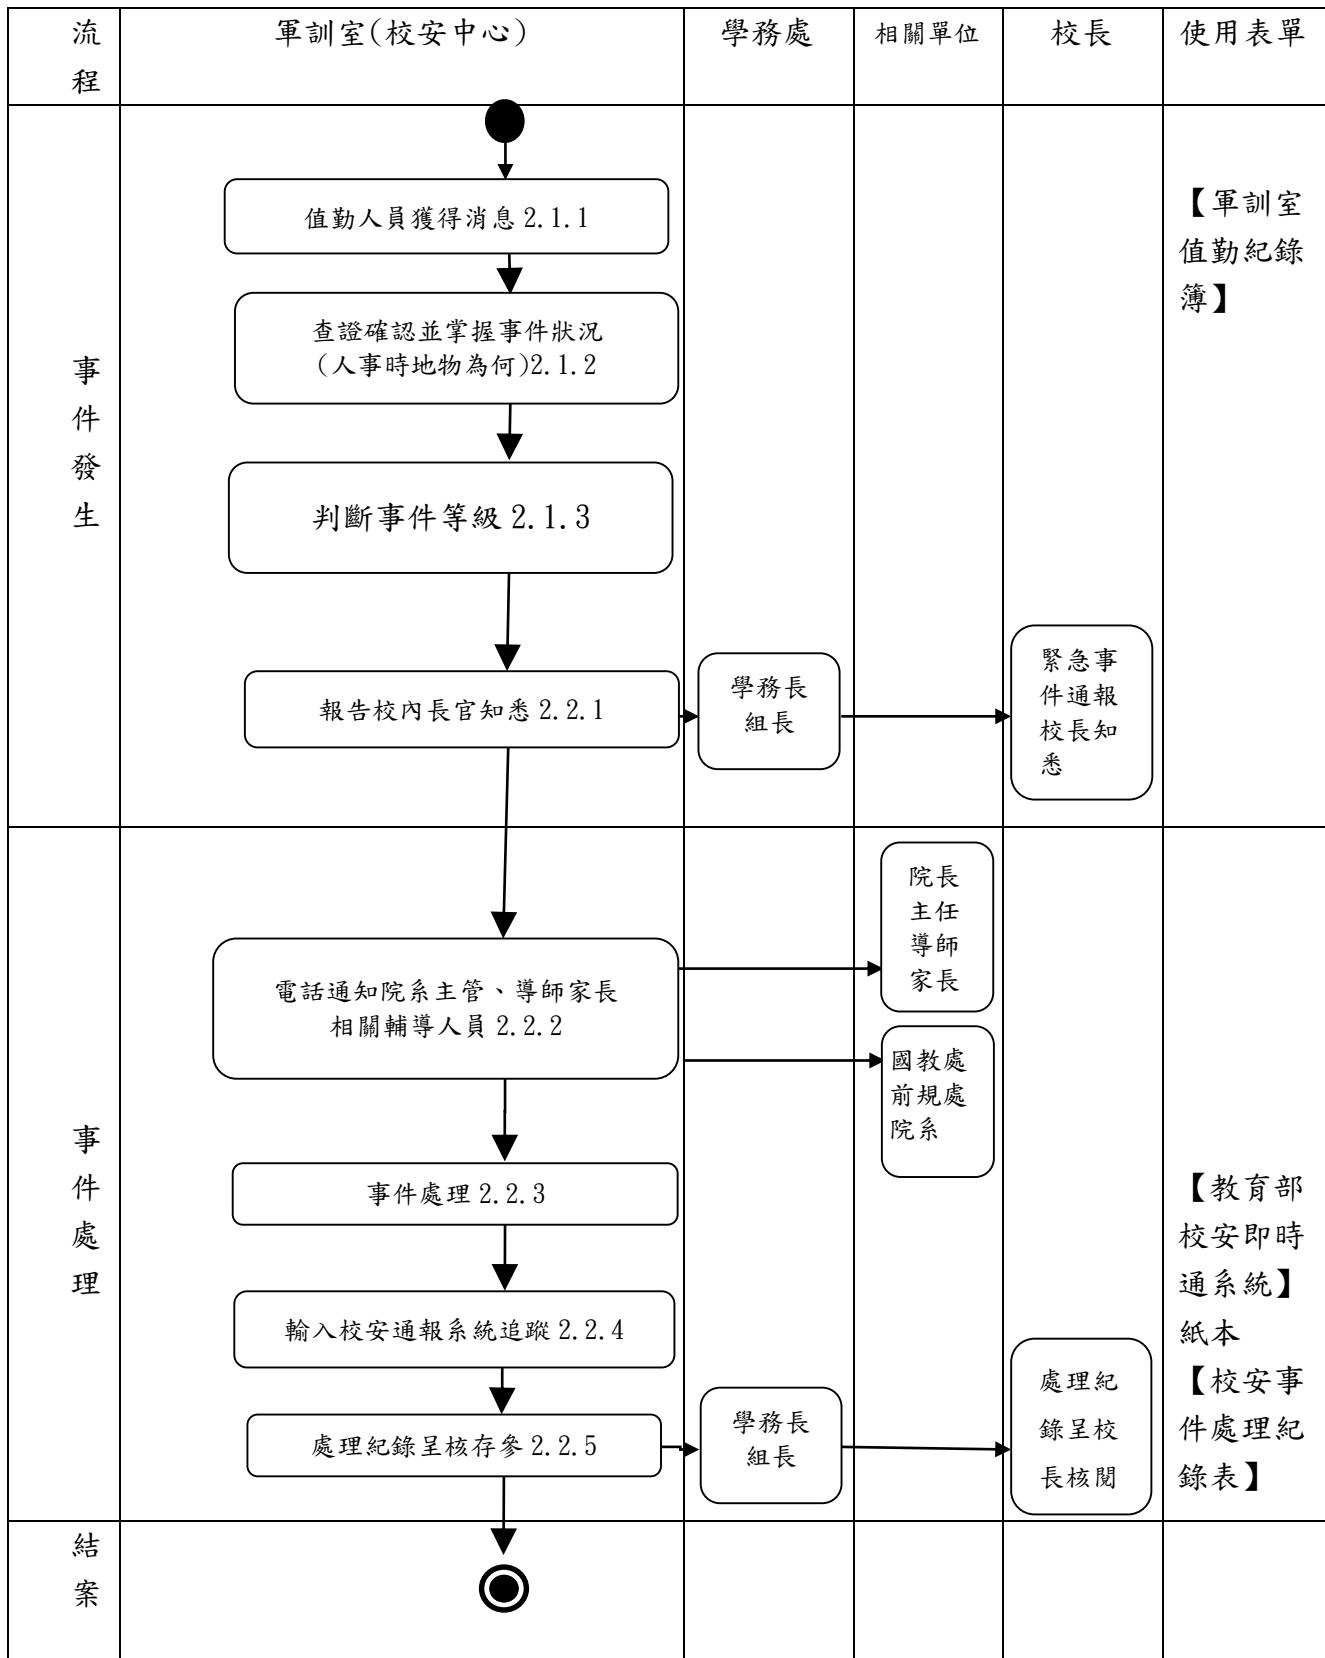 流程
軍訓室(校安中心)
學務處
相關單位
校長
使用表單
事件發生
值勤人員獲得消息 2.1.1
【軍訓室
值勤紀錄
簿】
查證確認並掌握事件狀況
(人事時地物為何)2.1.2
判斷事件等級 2.1.3
報告校內長官知悉 2.2.1
學務長
組長
緊急事
件通報
校長知
悉
事件處理
電話通知院系主管、導師家長
相關輔導人員 2.2.2
院長
主任
導師
家長
國教處
前規處
院系
事件處理 2.2.3
輸入校安通報系統追蹤 2.2.4
處理紀錄呈核存參 2.2.5
學務長
組長
處理紀
錄呈校
長核閱
【教育部
校安即時
通系統】
紙本
【校安事
件處理紀
錄表】
結案